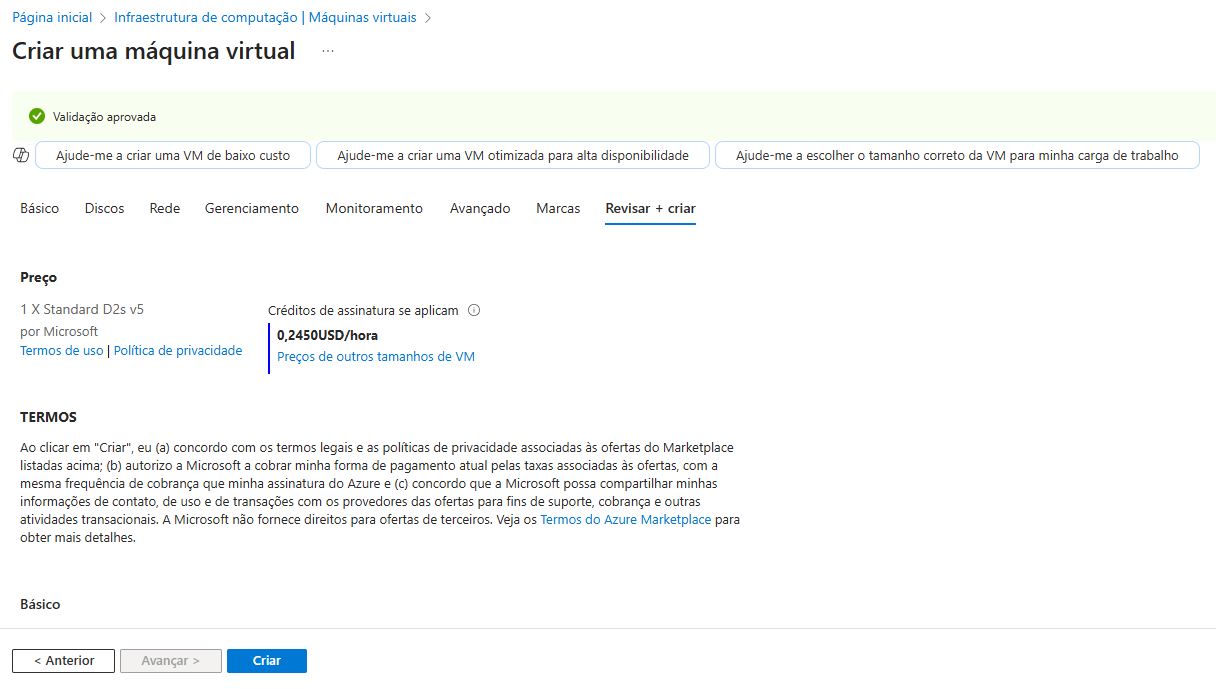 Página inicial > Infraestrutura de computação | Máquinas virtuais >
Criar uma máquina virtual ...
Validação aprovada
Ajude-me a criar uma VM de baixo custo Ajude-me a criar uma VM otimizada para alta disponibilidade Ajude-me a escolher o tamanho correto da VM para minha carga de trabalho
Básico Discos Rede Gerenciamento Monitoramento Avançado Marcas Revisar + criar
Preço
1 X Standard D2s v5
por Microsoft
Termos de uso | Política de privacidade
Créditos de assinatura se aplicam
0,2450USD/hora
Preços de outros tamanhos de VM
TERMOS
Ao clicar em "Criar", eu (a) concordo com os termos legais e as políticas de privacidade associadas às ofertas do Marketplace
listadas acima; (b) autorizo a Microsoft a cobrar minha forma de pagamento atual pelas taxas associadas às ofertas, com a
mesma frequência de cobrança que minha assinatura do Azure e (c) concordo que a Microsoft possa compartilhar minhas
informações de contato, de uso e de transações com os provedores das ofertas para fins de suporte, cobrança e outras
atividades transacionais. A Microsoft não fornece direitos para ofertas de terceiros. Veja os Termos do Azure Marketplace para
obter mais detalhes.
Básico
< Anterior Avançar > Criar